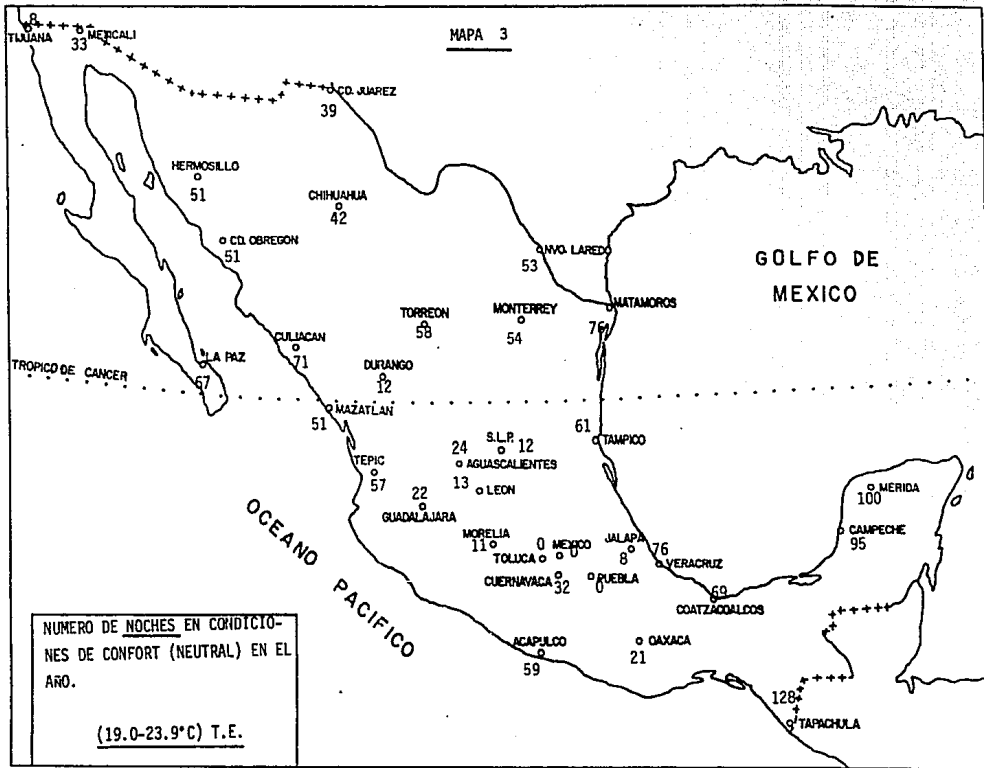 MAPA 3
8
TIJUANA
MEXICALI
33
CD. JUAREZ
39
HERMOSILLO
51
CHIHUAHUA
42
CD. OBREGON
51
NVO. LAREDO
53
GOLFO DE
MEXICO
MATAMOROS
76
TORREON
58
MONTERREY
54
CULIACAN
71
LA PAZ
67
DURANGO
12
TROPICO DE CANCER
MAZATLAN
51
61
TAMPICO
S.L.P.
12
24
AGUASCALIENTES
TEPIC
57
13
LEON
22
GUADALAJARA
MERIDA
100
CAMPECHE
95
OCEANO PACIFICO
MORELIA
11
0
MEXICO
0
TOLUCA
JALAPA
8
76
VERACRUZ
CUERNAVACA
32
PUEBLA
0
69
COATZACOALCOS
ACAPULCO
59
OAXACA
21
128
TAPACHULA
NUMERO DE NOCHES EN CONDICIO-
NES DE CONFORT (NEUTRAL) EN EL
AÑO.
(19.0-23.9°C) T.E.